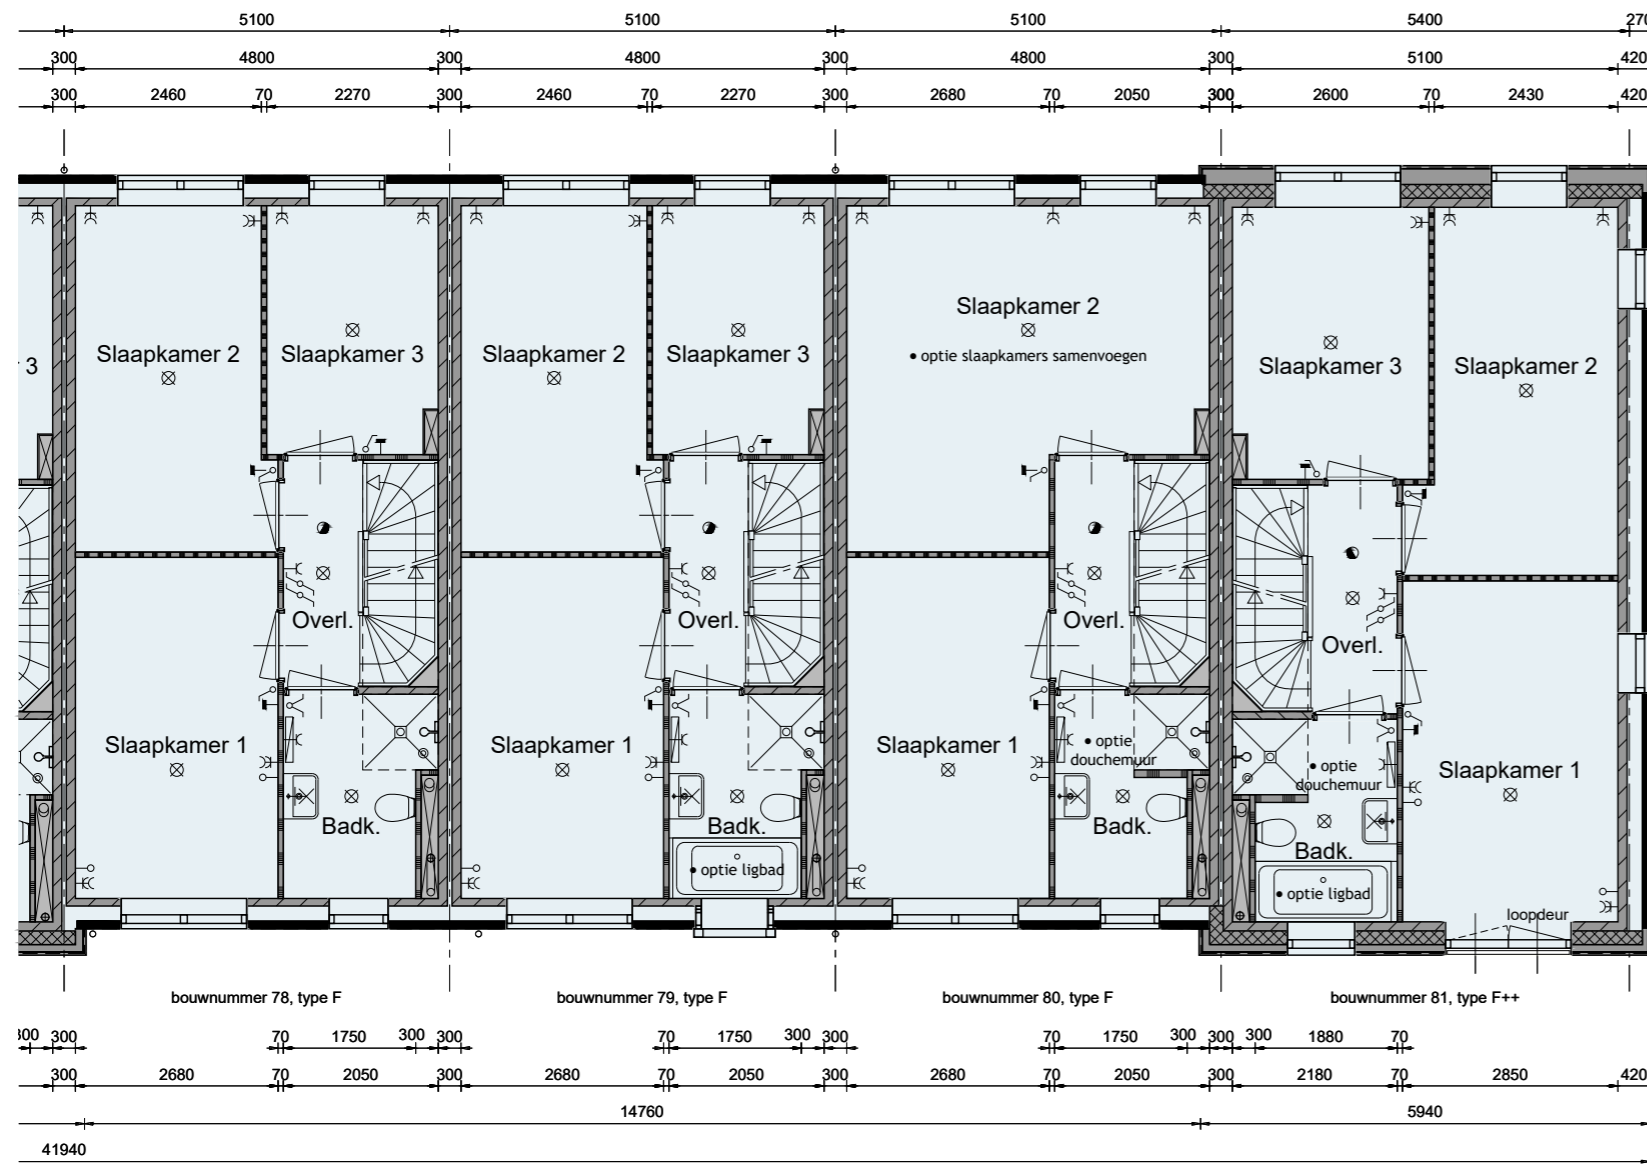 5100 5100 5100 5400 270
300 4800 300 4800 300 4800 300 5100 420
300 2460 70 2270 300 2460 70 2270 300 2680 70 2050 300 300 2600 70 2430 420
Slaapkamer 2
3 Slaapkamer 2 Slaapkamer 3 Slaapkamer 2 Slaapkamer 3 • optie slaapkamers samenvoegen Slaapkamer 3 Slaapkamer 2
Overl. Overl. Overl. Overl.
Slaapkamer 1 Slaapkamer 1 Slaapkamer 1 • optie
douchemuur
• optie
douchemuur
Slaapkamer 1
Badk. Badk. Badk. Badk.
• optie ligbad • optie ligbad
loopdeur
bouwnummer 78, type F bouwnummer 79, type F bouwnummer 80, type F bouwnummer 81, type F++
300 300 70 1750 300 300 70 1750 300 300 70 1750 300 300 300 1880 70
300 2680 70 2050 300 2680 70 2050 300 2680 70 2050 300 2180 70 2850 420
14760 5940
41940